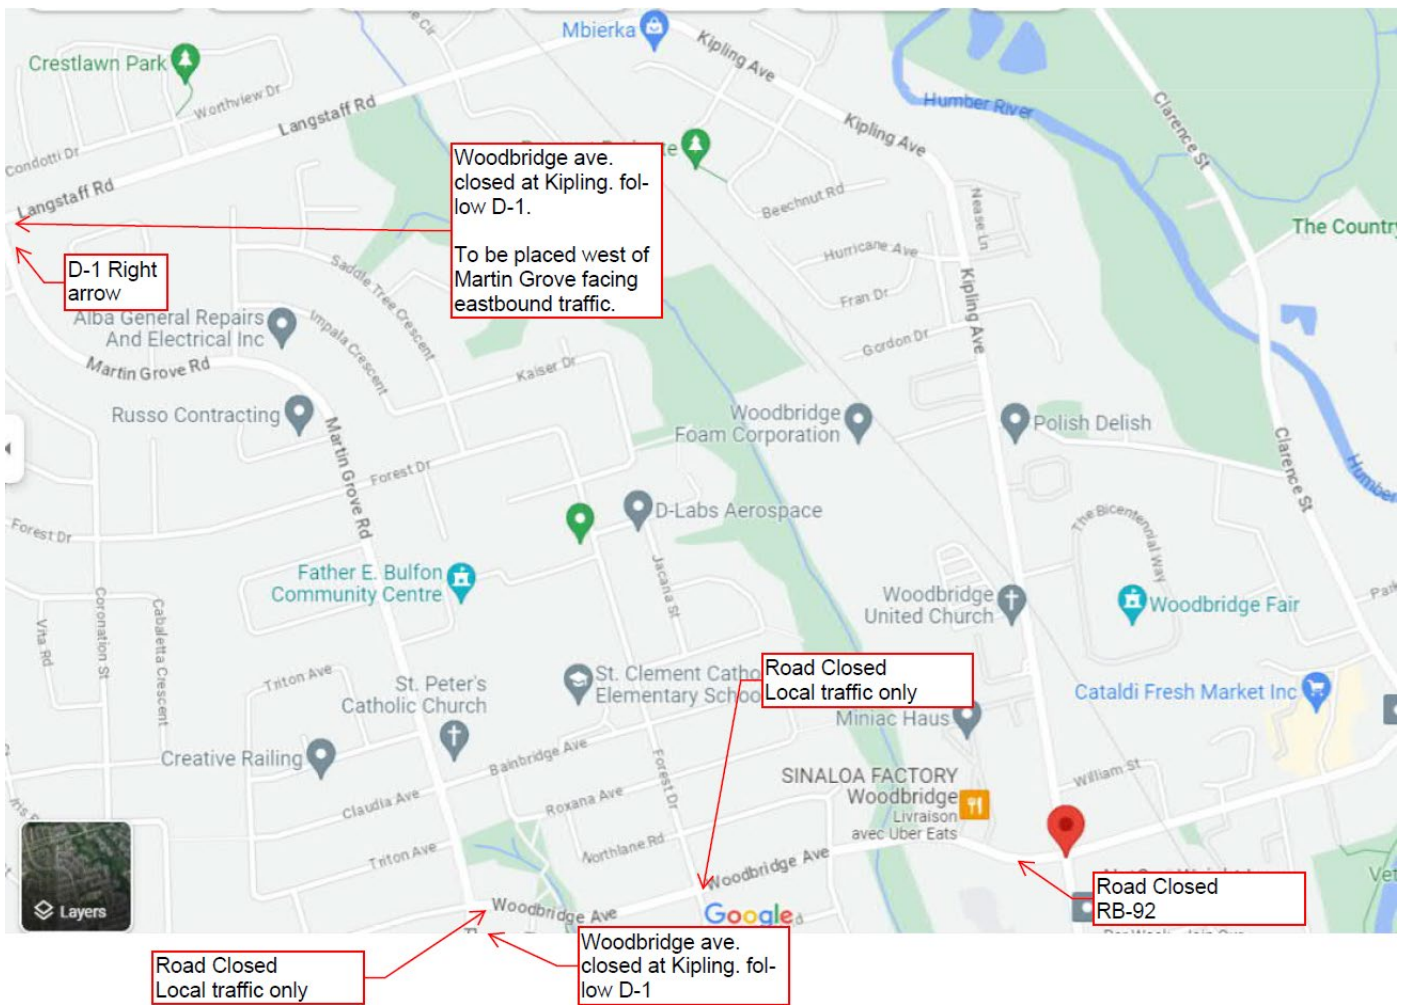 Mbierka
Kipling Ave
Crestlawn Park
Worthview Dr
Langstaff Rd
Humber River
Clarence St
Kipling Ave
Condotti Dr
Woodbridge ave.
closed at Kipling. fol-
low D-1.
To be placed west of
Martin Grove facing
eastbound traffic.
Langstaff Rd
Beechnut Rd
Nease Ln
The Country
D-1 Right
arrow
Saddle Tree Crescent
Hurricane Ave
Kipling Ave
Fran Dr
Alba General Repairs
And Electrical Inc
Impala Crescent
Gordon Dr
Martin Grove Rd
Kaiser Dr
Russo Contracting
Woodbridge
Foam Corporation
Polish Delish
Martin Grove Rd
Clarence St
Forest Dr
Humber
D-Labs Aerospace
The Bicentennial Way
Forest Dr
Father E. Bulfon
Community Centre
Jacana St
Woodbridge
United Church
Woodbridge Fair
Coronation St
Cabaletta Crescent
Vita Rd
Triton Ave
St. Peter's
Catholic Church
St. Clement Catho
Elementary Schoo
Road Closed
Local traffic only
Cataldi Fresh Market Inc
Miniac Haus
Creative Railing
Bainbridge Ave
Forest Dr
SINALOA FACTORY
Woodbridge
Livraison
avec Uber Eats
William St
Claudia Ave
Roxana Ave
Triton Ave
Northlane Rd
Woodbridge Ave
Road Closed
RB-92
Layers
Woodbridge Ave
Google
Woodbridge ave.
closed at Kipling. fol-
low D-1
Road Closed
Local traffic only